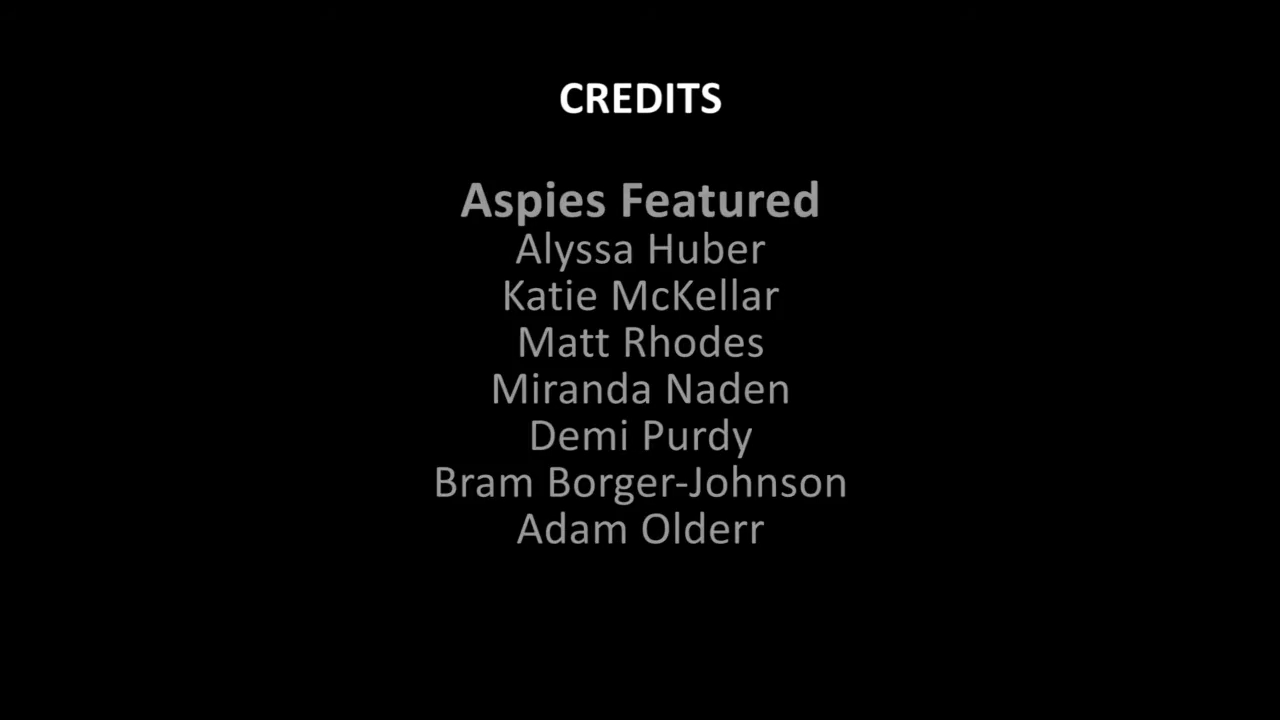 CREDITS
Aspies Featured
Alyssa Huber
Katie McKellar
Matt Rhodes
Miranda Naden
Demi Purdy
Bram Borger-Johnson
Adam Olderr